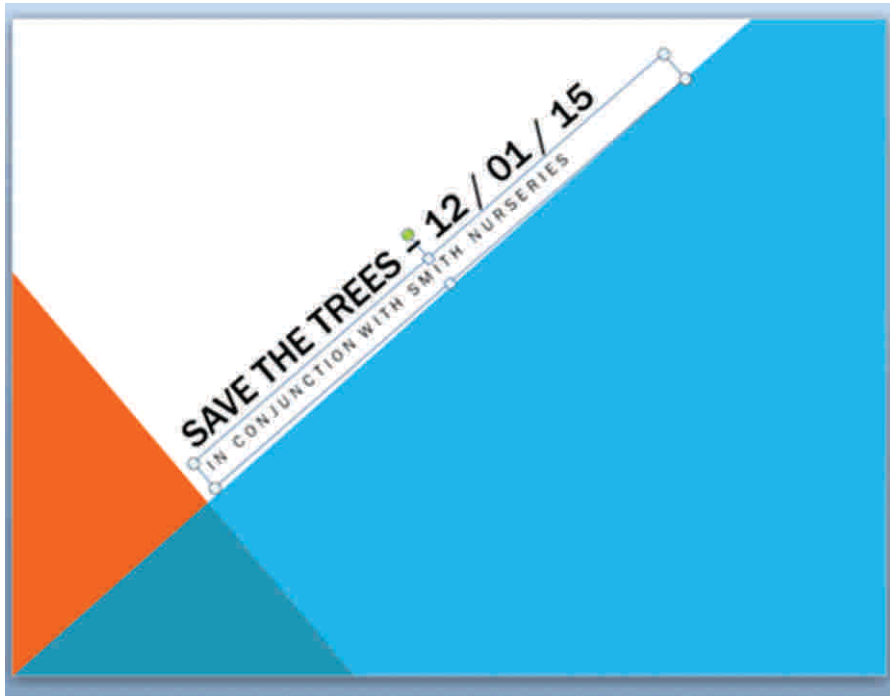 SAVE THE TREES – 12 / 01 / 15
IN CONJUNCTION WITH SMITH NURSERIES